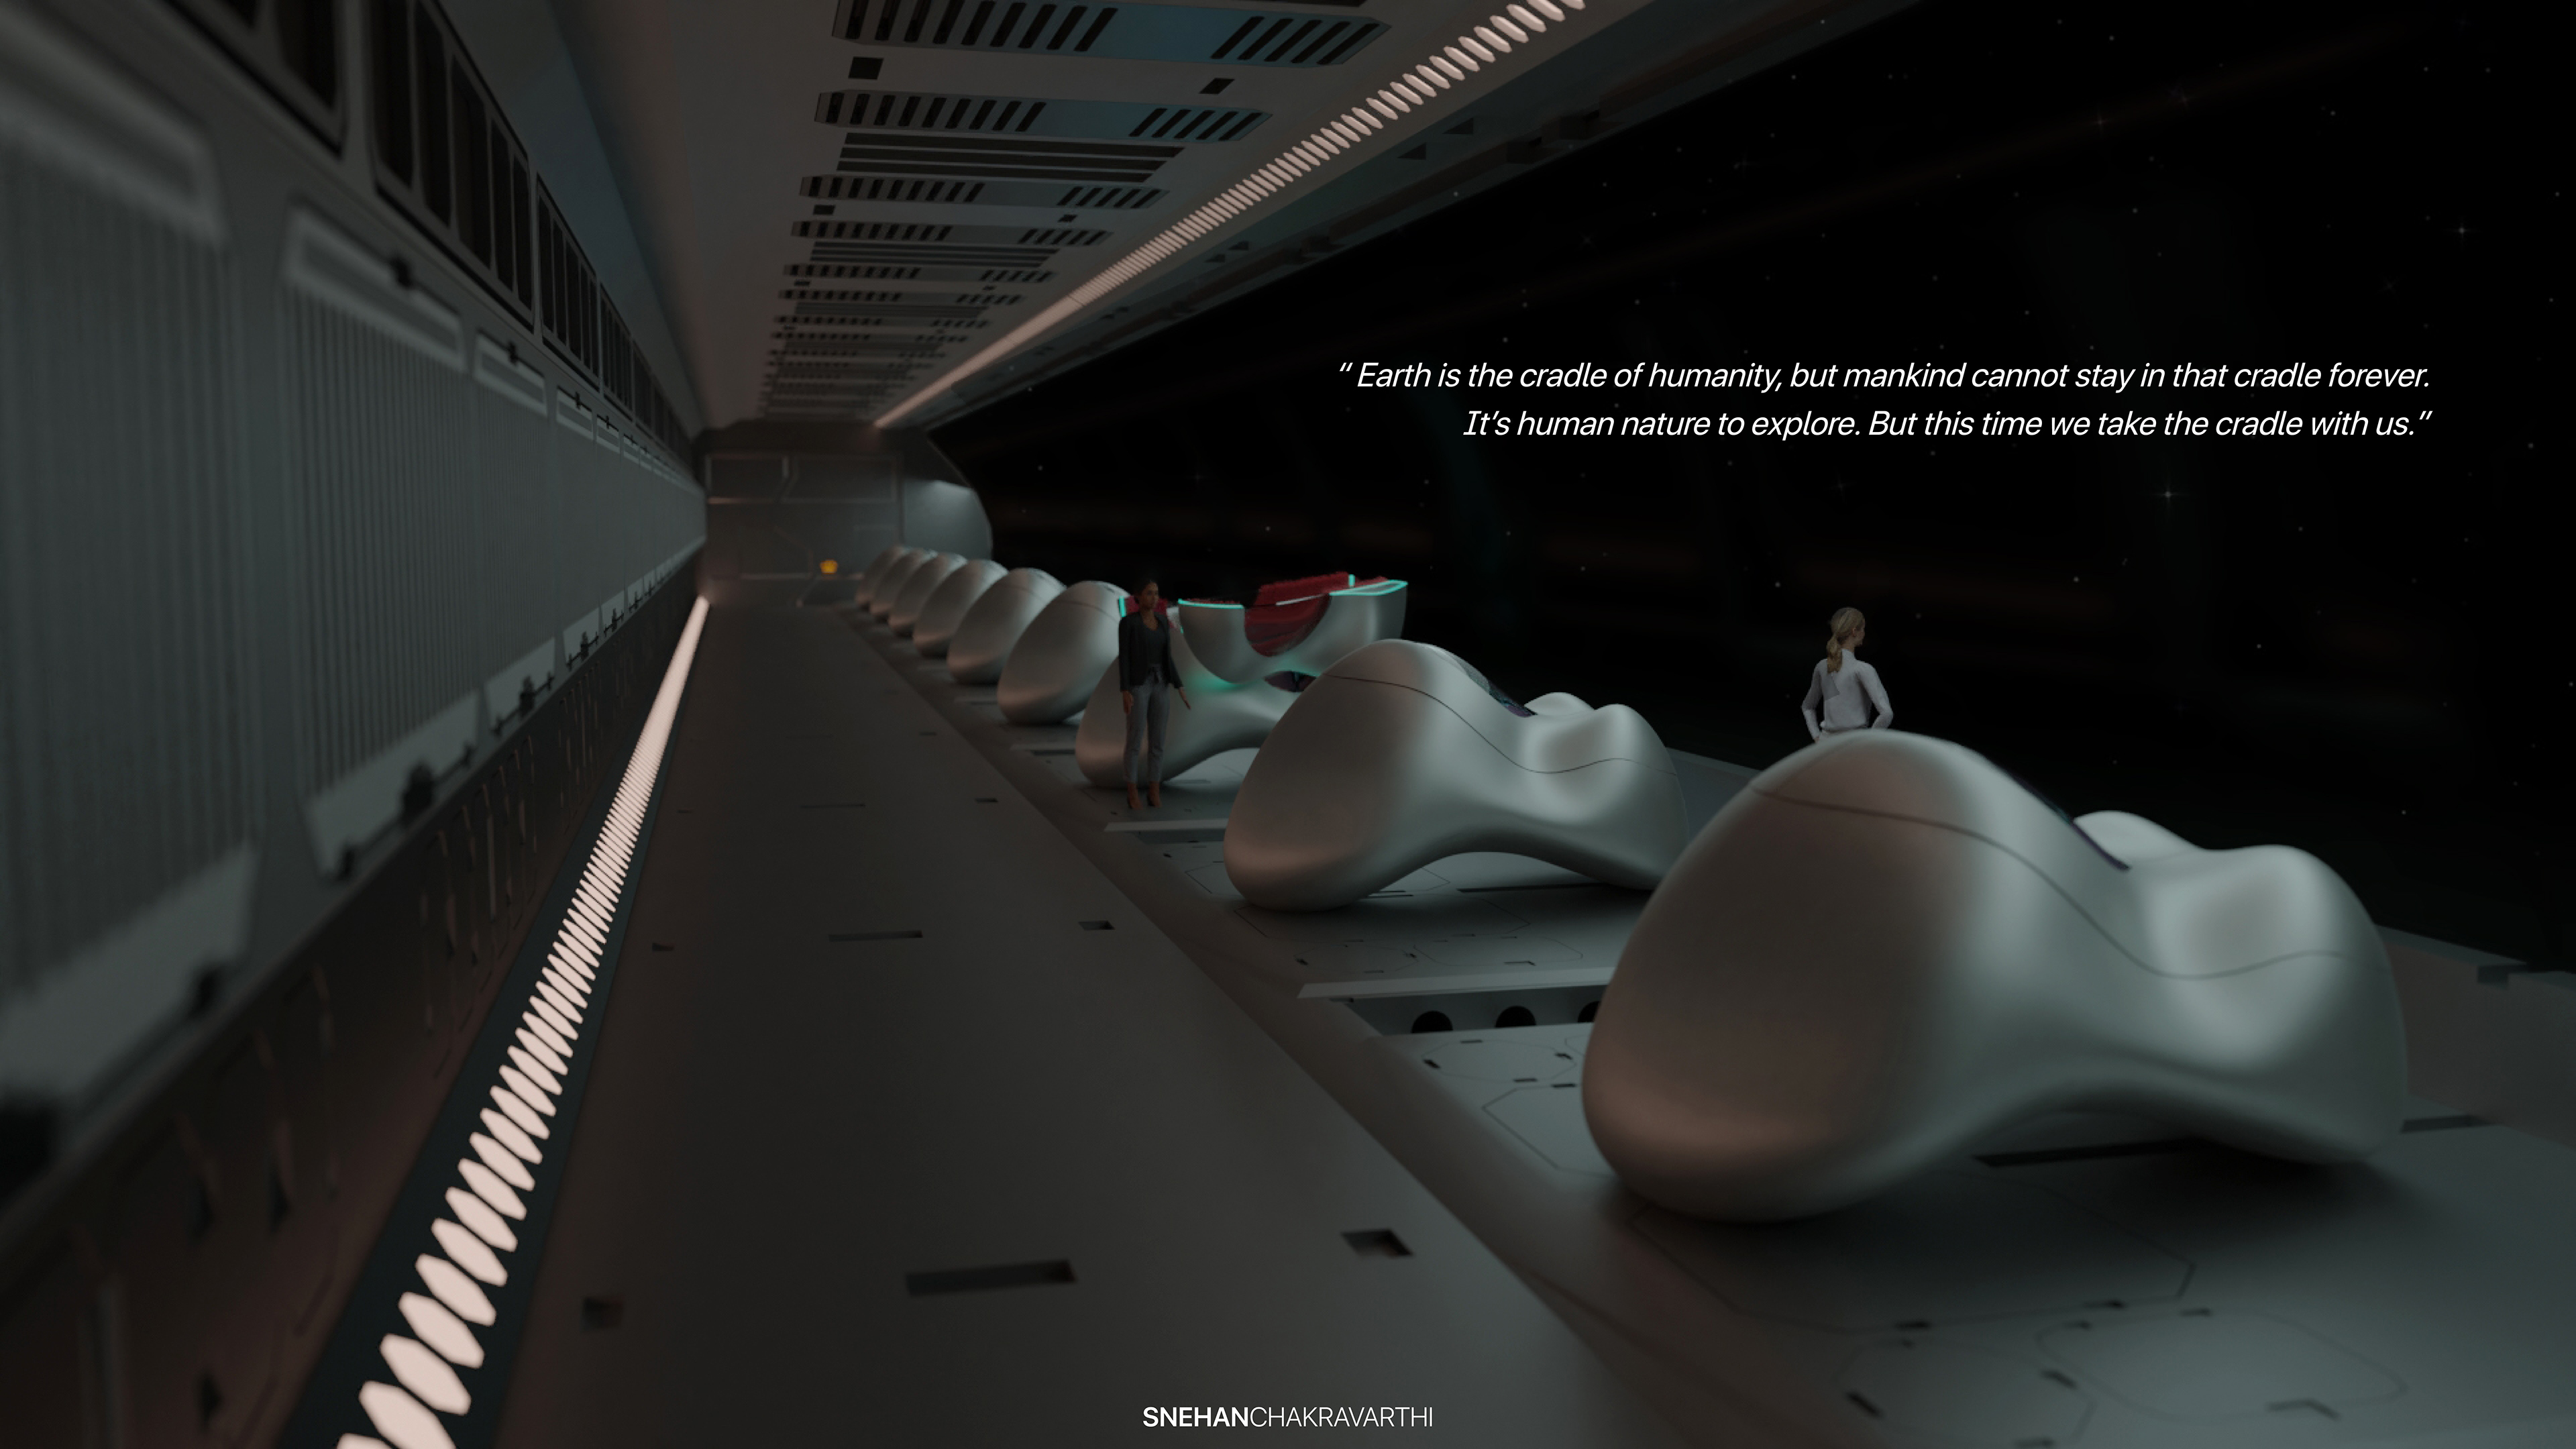 “ Earth is the cradle of humanity, but mankind cannot stay in that cradle forever.
It’s human nature to explore. But this time we take the cradle with us.”
SNEHANCHAKRAVARTHI